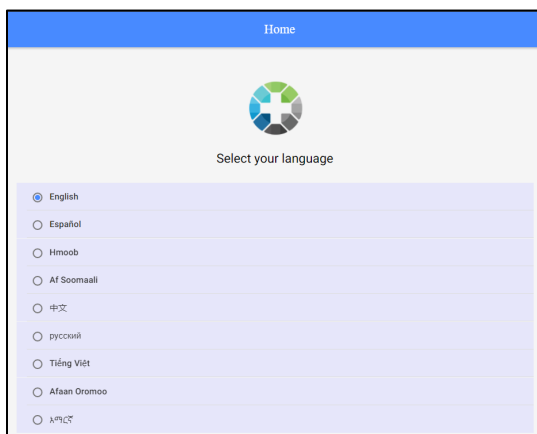 Home
Select your language
English
Español
Hmoob
Af Soomaali
中文
русский
Tiếng Việt
Afaan Oromoo
አማርኛ